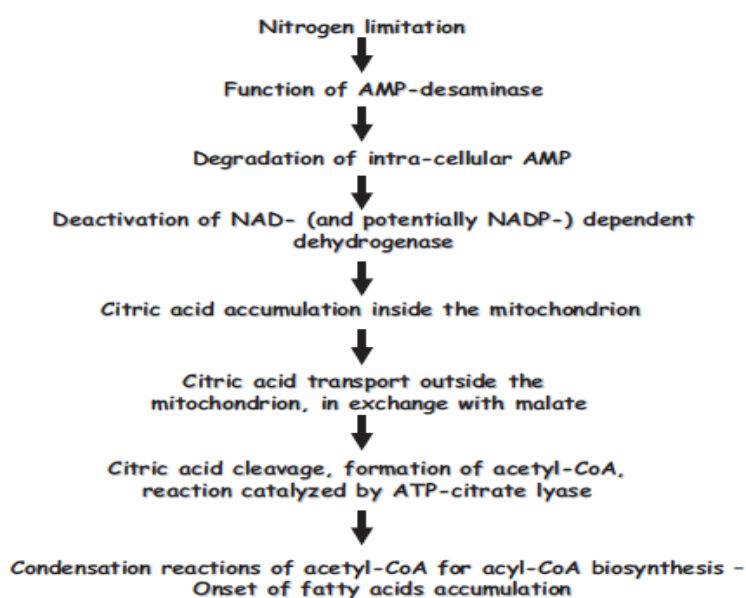 Nitrogen limitation
Function of AMP-desaminase
Degradation of intra-cellular AMP
Deactivation of NAD- (and potentially NADP-) dependent
dehydrogenase
Citric acid accumulation inside the mitochondrion
Citric acid transport outside the
mitochondrion, in exchange with malate
Citric acid cleavage, formation of acetyl-CoA,
reaction catalyzed by ATP-citrate lyase
Condensation reactions of acetyl-CoA for acyl-CoA biosynthesis -
Onset of fatty acids accumulation